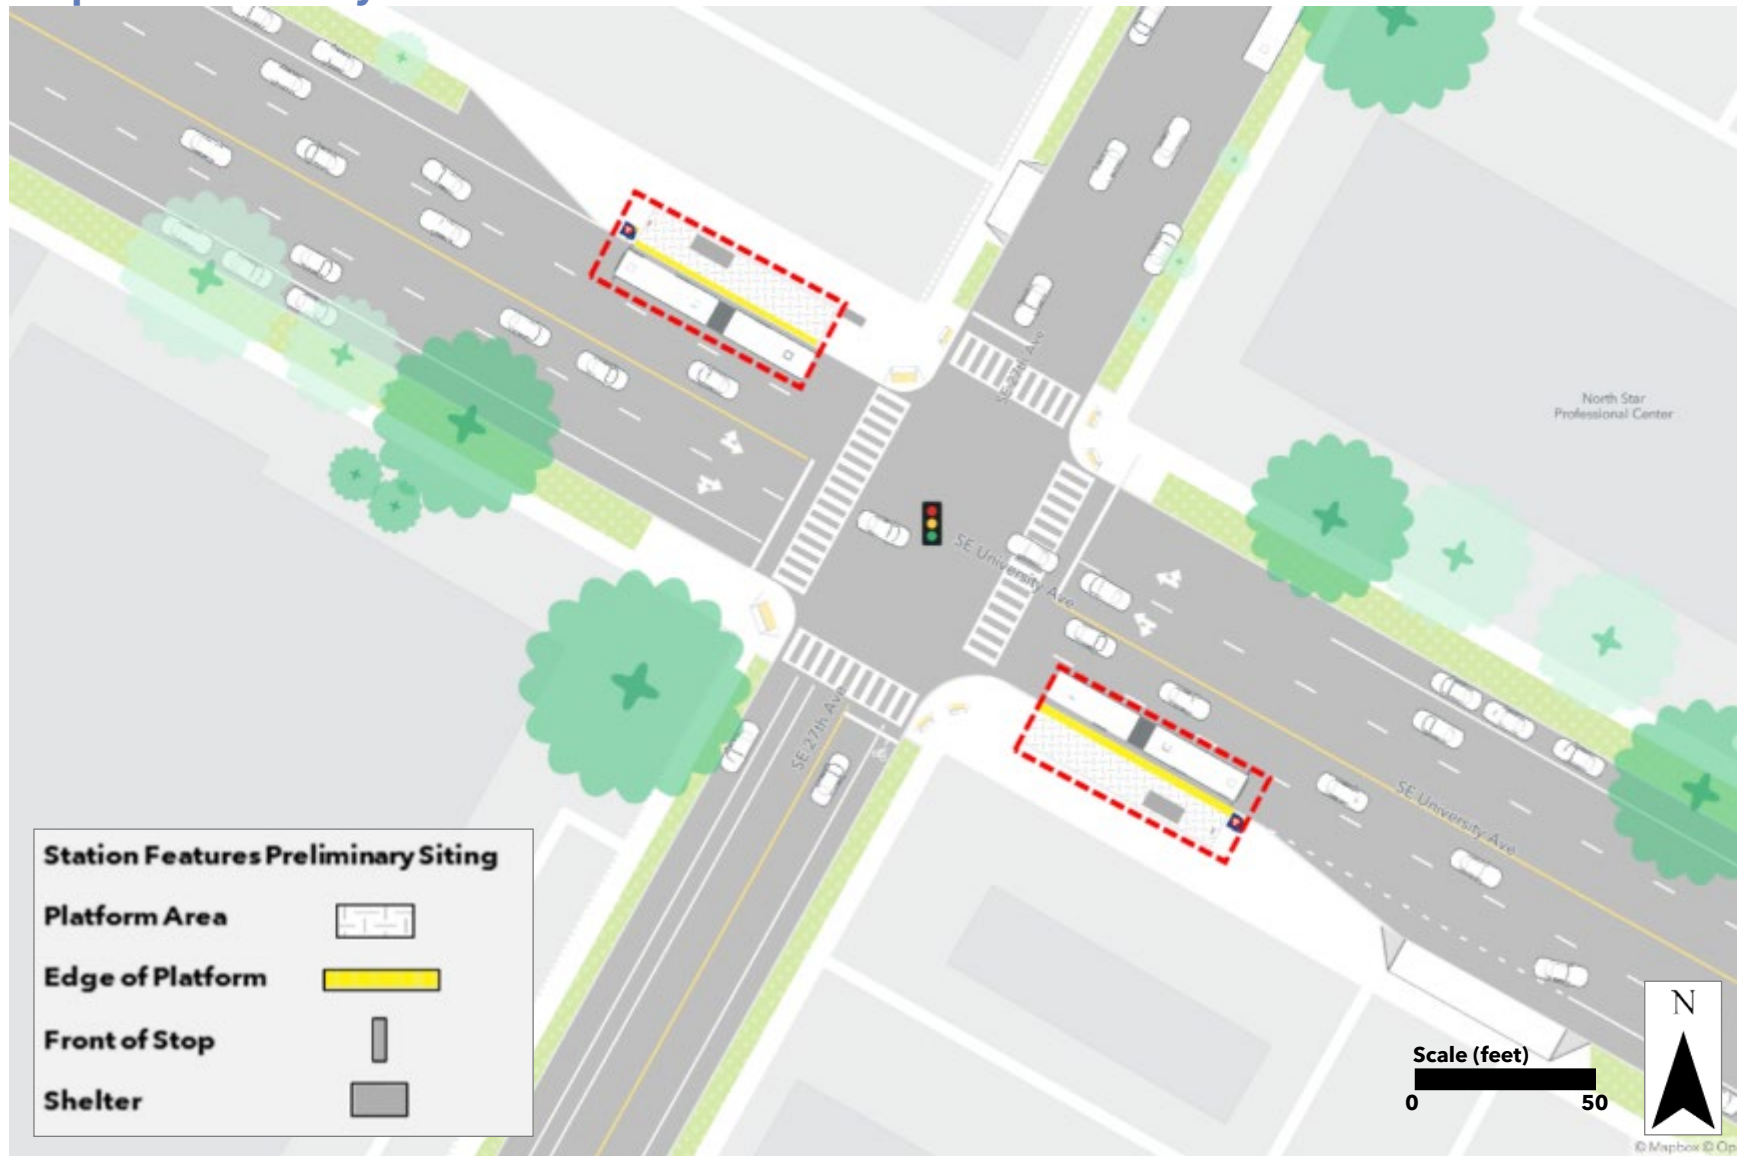 SE 27th Ave
North Star
Professional Center
SE University Ave
SE 27th Ave
SE University Ave
Station Features Preliminary Siting
Platform Area
Edge of Platform
Front of Stop
Shelter
N
Scale (feet)
0 50
© Mapbox © Op